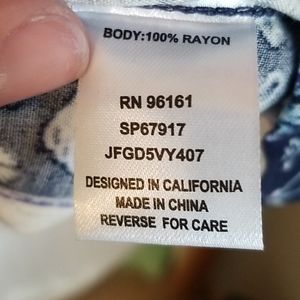 BODY:100% RAYON
RN 96161
SP67917
JFGD5VY407
DESIGNED IN CALIFORNIA
MADE IN CHINA
REVERSE FOR CARE